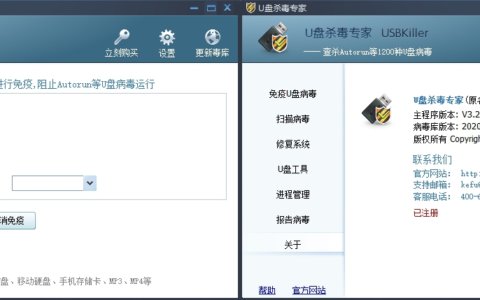 立刻购买 设置 更新毒库
进行免疫,阻止Autorun等U盘病毒运行
消免疫
盘、移动硬盘、手机存储卡、MP3、MP4等
U盘杀毒专家
U盘杀毒专家 USBKiller
—— 查杀Autorun等1200种U盘病毒
免疫U盘病毒
扫描病毒
修复系统
U盘工具
进程管理
报告病毒
关于
帮助 官方网站
U盘杀毒专家(原名
主程序版本: V3.2
病毒库版本: 2020
版权所有 Copyrigh
联系我们
官方网站: http:
支持邮箱: kefu@
客服电话: 400-6
已注册